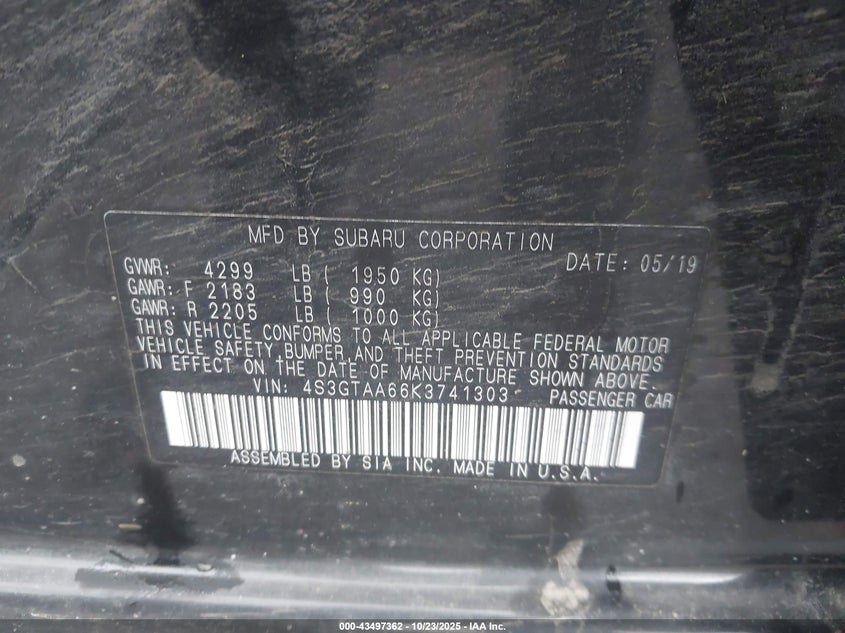 MFD BY SUBARU CORPORATION
DATE: 05/19
GVWR: 4299 LB ( 1950 KG)
GAWR: F 2183 LB ( 990 KG)
GAWR: R 2205 LB ( 1000 KG)
THIS VEHICLE CONFORMS TO ALL APPLICABLE FEDERAL MOTOR
VEHICLE SAFETY,BUMPER,AND THEFT PREVENTION STANDARDS
IN EFFECT ON THE DATE OF MANUFACTURE SHOWN ABOVE.
VIN: 4S3GTAA66K3741303 PASSENGER CAR
ASSEMBLED BY SIA INC. MADE IN U.S.A.
000-43497362 - 10/23/2025 - IAA Inc.